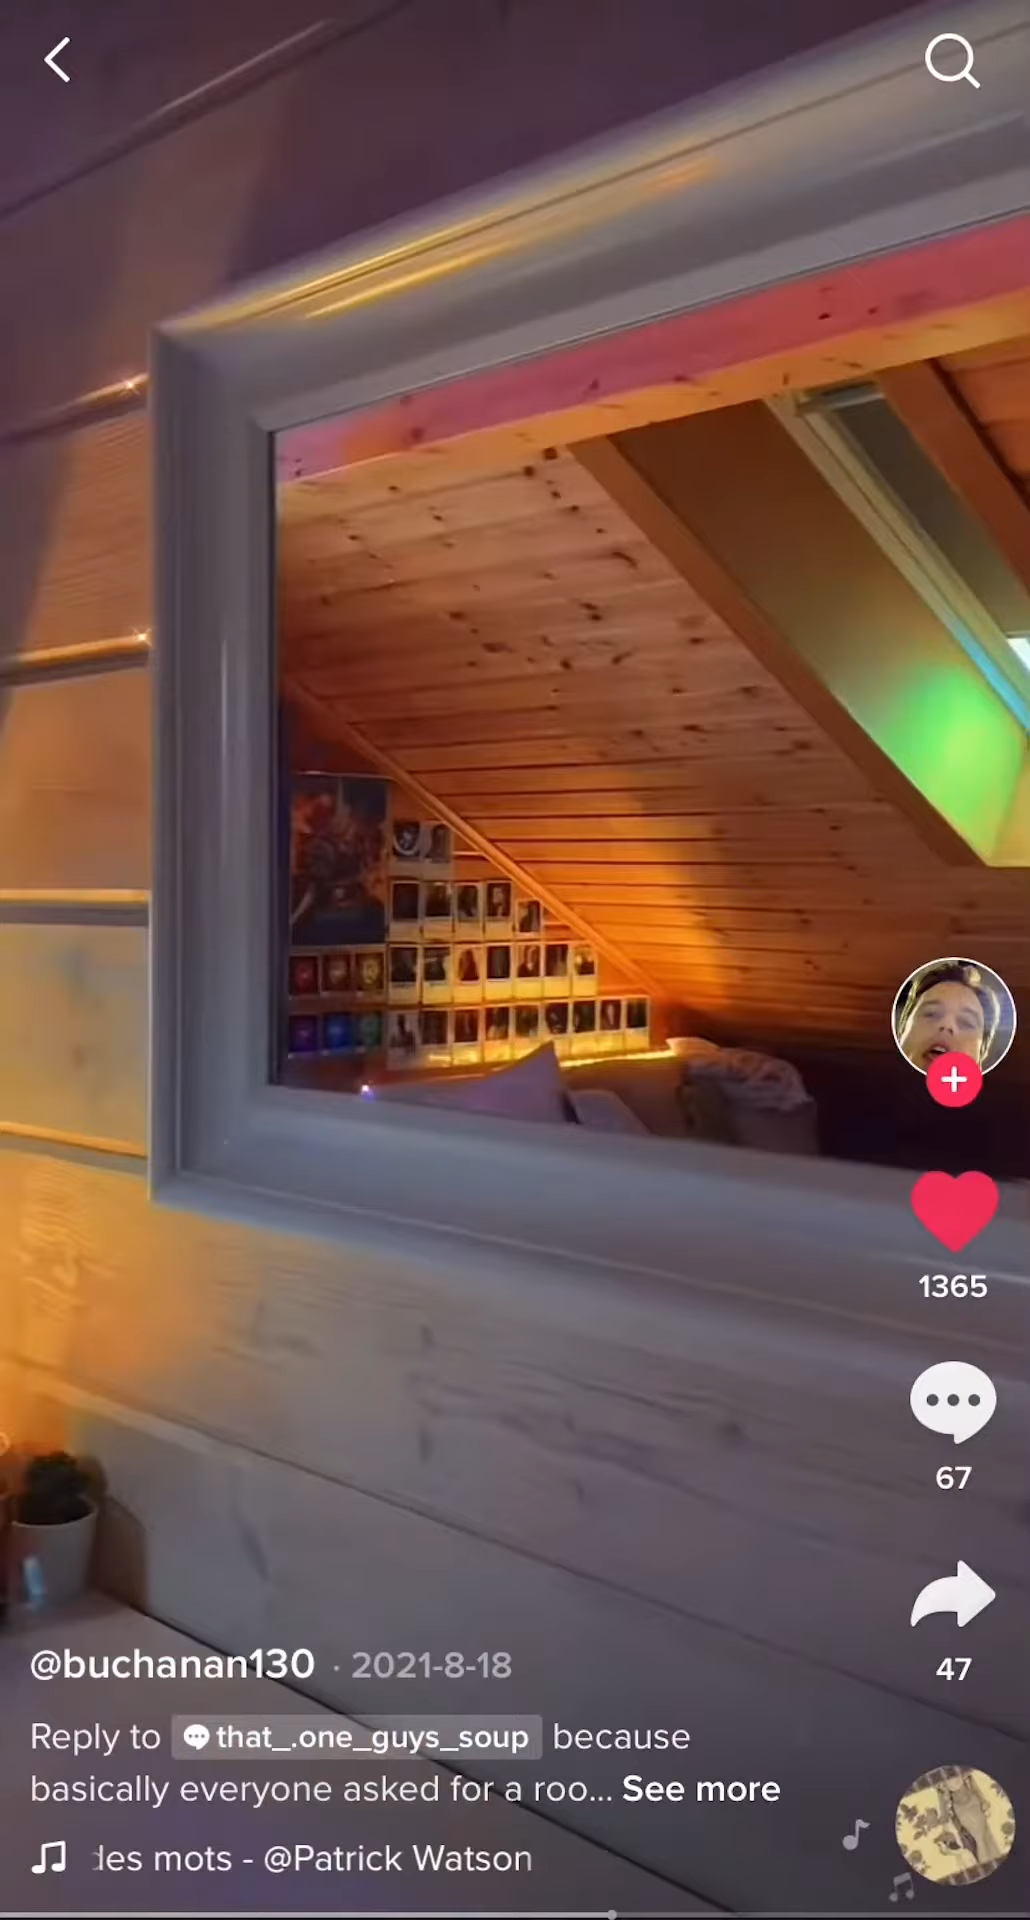 1365
67
47
@buchanan130 · 2021-8-18
Reply to that_.one_guys_soup because
basically everyone asked for a roo... See more
des mots - @Patrick Watson